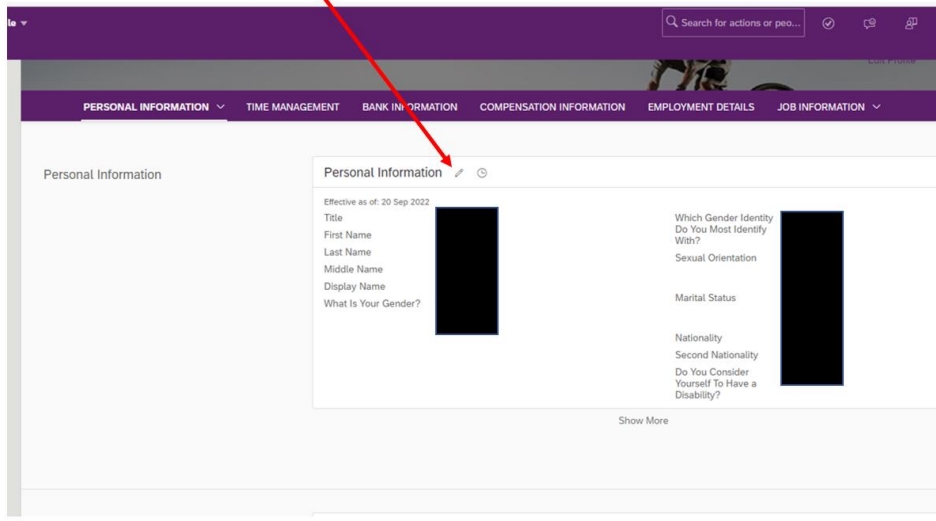 le
Search for actions or peo...
Edit Profile
PERSONAL INFORMATION
TIME MANAGEMENT
BANK INFORMATION
COMPENSATION INFORMATION
EMPLOYMENT DETAILS
JOB INFORMATION
Personal Information
Personal Information
Effective as of: 20 Sep 2022
Title
First Name
Last Name
Middle Name
Display Name
What Is Your Gender?
Which Gender Identity
Do You Most Identify
With?
Sexual Orientation
Marital Status
Nationality
Second Nationality
Do You Consider
Yourself To Have a
Disability?
Show More